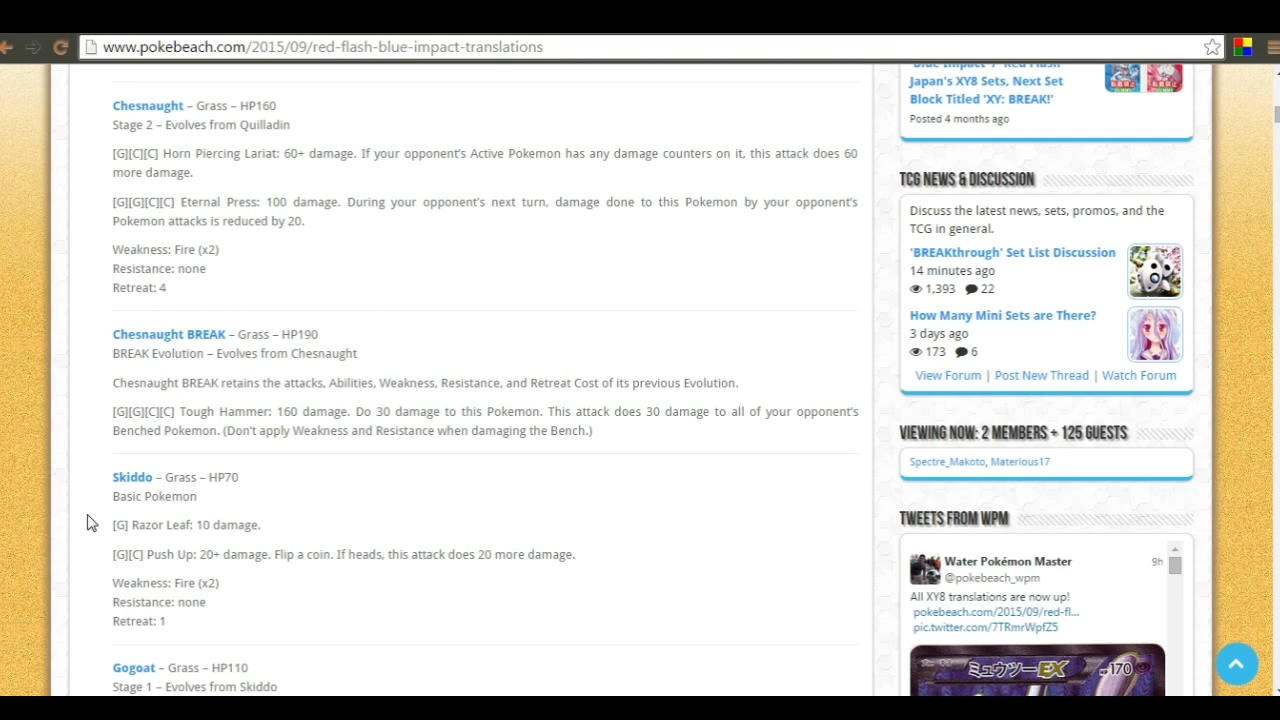 www.pokebeach.com/2015/09/red-flash-blue-impact-translations
Chesnaught – Grass – HP160
Stage 2 – Evolves from Quilladin
[G][C][C] Horn Piercing Lariat: 60+ damage. If your opponent's Active Pokemon has any damage counters on it, this attack does 60
more damage.
[G][G][C][C] Eternal Press: 100 damage. During your opponent's next turn, damage done to this Pokemon by your opponent's
Pokemon attacks is reduced by 20.
Weakness: Fire (x2)
Resistance: none
Retreat: 4
Chesnaught BREAK – Grass – HP190
BREAK Evolution – Evolves from Chesnaught
Chesnaught BREAK retains the attacks, Abilities, Weakness, Resistance, and Retreat Cost of its previous Evolution.
[G][G][C][C] Tough Hammer: 160 damage. Do 30 damage to this Pokemon. This attack does 30 damage to all of your opponent's
Benched Pokemon. (Don't apply Weakness and Resistance when damaging the Bench.)
Skiddo – Grass – HP70
Basic Pokemon
[G] Razor Leaf: 10 damage.
[G][C] Push Up: 20+ damage. Flip a coin. If heads, this attack does 20 more damage.
Weakness: Fire (x2)
Resistance: none
Retreat: 1
Gogoat – Grass – HP110
Stage 1 – Evolves from Skiddo
'Blue Impact' / 'Red Flash'
Japan's XY8 Sets, Next Set
Block Titled 'XY: BREAK!'
Posted 4 months ago
TCG NEWS & DISCUSSION
Discuss the latest news, sets, promos, and the
TCG in general.
'BREAKthrough' Set List Discussion
14 minutes ago
1,393 22
How Many Mini Sets are There?
3 days ago
173 6
View Forum | Post New Thread | Watch Forum
VIEWING NOW: 2 MEMBERS + 125 GUESTS
Spectre_Makoto, Materious17
TWEETS FROM WPM
Water Pokémon Master 9h
@pokebeach_wpm
All XY8 translations are now up!
pokebeach.com/2015/09/red-fl...
pic.twitter.com/7TRmrWpfZ5
ミュウツーEX HP170